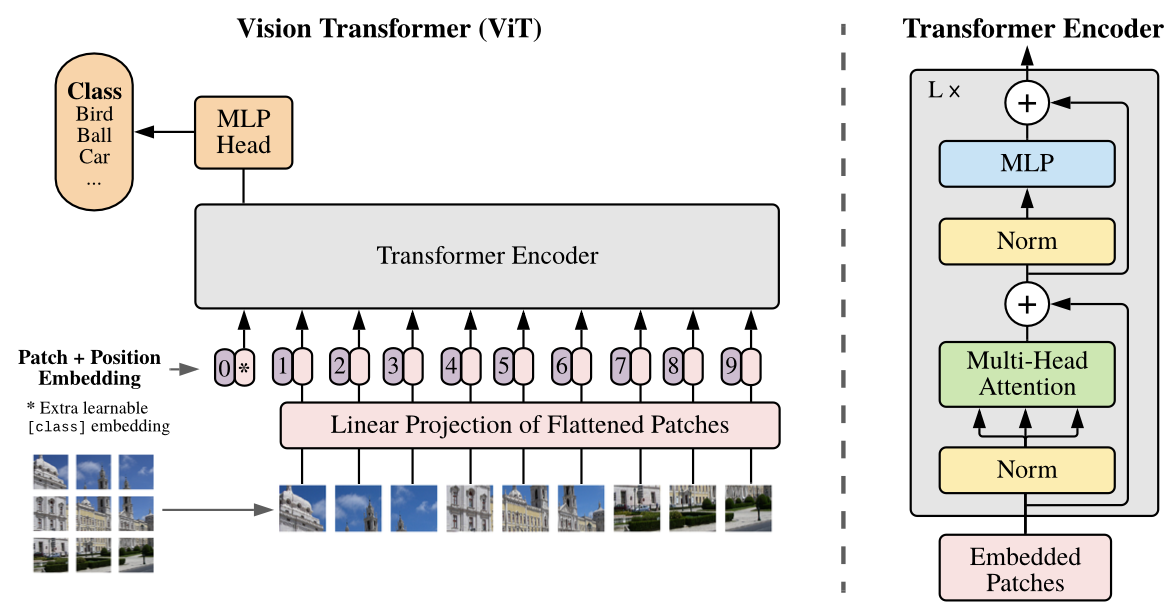 Vision Transformer (ViT)
Class
Bird
Ball
Car
...
MLP
Head
Transformer Encoder
Patch + Position
Embedding
0 * 1 2 3 4 5 6 7 8 9
* Extra learnable
[class] embedding
Linear Projection of Flattened Patches
Transformer Encoder
L ×
+
MLP
Norm
+
Multi-Head
Attention
Norm
Embedded
Patches